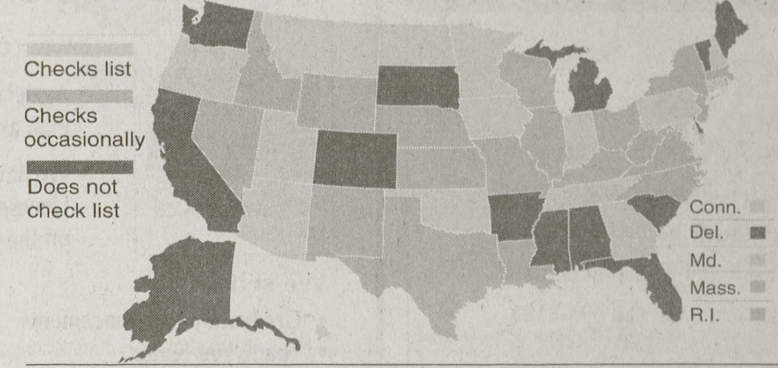 Checks list
Checks
occasionally
Does not
check list
Conn.
Del.
Md.
Mass.
R.I.